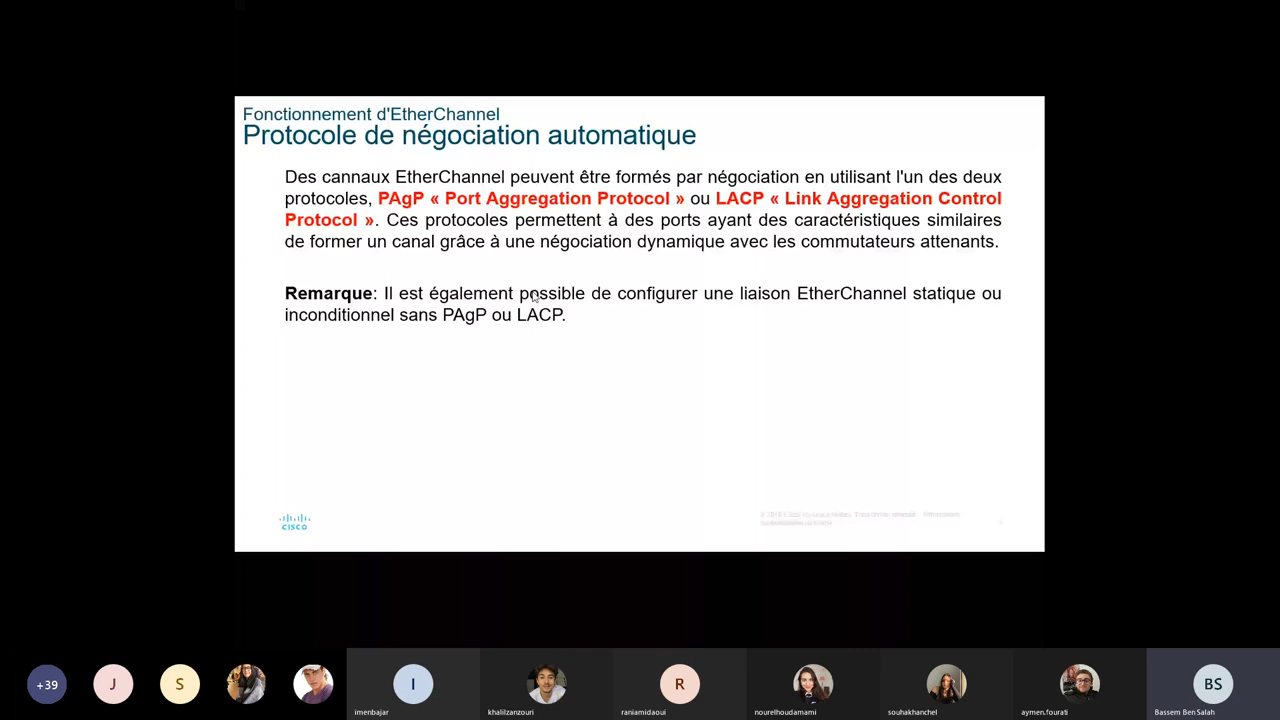 Fonctionnement d'EtherChannel
Protocole de négociation automatique
Des cannaux EtherChannel peuvent être formés par négociation en utilisant l'un des deux
protocoles, PAgP « Port Aggregation Protocol » ou LACP « Link Aggregation Control
Protocol ». Ces protocoles permettent à des ports ayant des caractéristiques similaires
de former un canal grâce à une négociation dynamique avec les commutateurs attenants.
Remarque: Il est également possible de configurer une liaison EtherChannel statique ou
inconditionnel sans PAgP ou LACP.
CISCO
+39
J
S
I
R
BS
imenbajar
khalilzanzouri
raniamidaoui
nourelhoudamami
souhakhanchel
aymen.fourati
Bassem Ben Salah